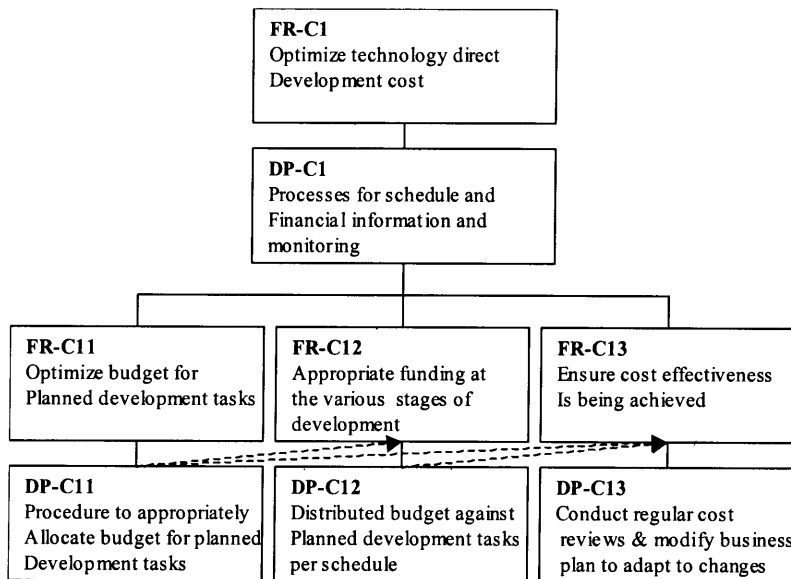 FR-C1
Optimize technology direct
Development cost
DP-C1
Processes for schedule and
Financial information and
monitoring
FR-C11
Optimize budget for
Planned development tasks
FR-C12
Appropriate funding at
the various stages of
development
FR-C13
Ensure cost effectiveness
Is being achieved
DP-C11
Procedure to appropriately
Allocate budget for planned
Development tasks
DP-C12
Distributed budget against
Planned development tasks
per schedule
DP-C13
Conduct regular cost
reviews & modify business
plan to adapt to changes